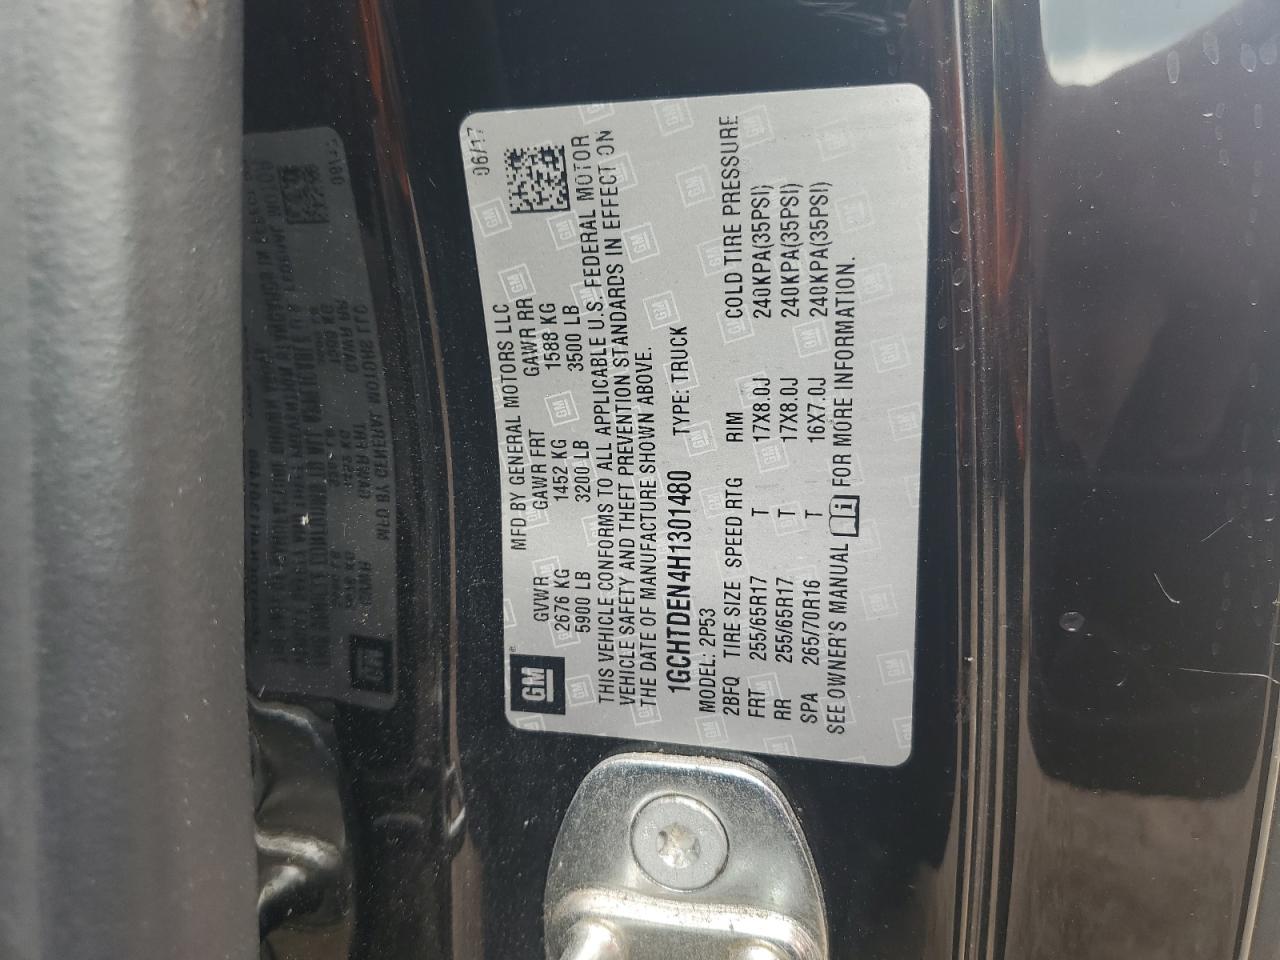 GM
MFD BY GENERAL MOTORS LLC 06/17
GVWR GAWR FRT GAWR RR
2676 KG 1452 KG 1588 KG
5900 LB 3200 LB 3500 LB
THIS VEHICLE CONFORMS TO ALL APPLICABLE U.S. FEDERAL MOTOR
VEHICLE SAFETY AND THEFT PREVENTION STANDARDS IN EFFECT ON
THE DATE OF MANUFACTURE SHOWN ABOVE.
1GCHTDEN4H1301480 TYPE: TRUCK
MODEL: 2P53
2BFQ TIRE SIZE SPEED RTG RIM COLD TIRE PRESSURE
FRT 255/65R17 T 17X8.0J 240KPA(35PSI)
RR 255/65R17 T 17X8.0J 240KPA(35PSI)
SPA 265/70R16 T 16X7.0J 240KPA(35PSI)
SEE OWNER'S MANUAL FOR MORE INFORMATION.